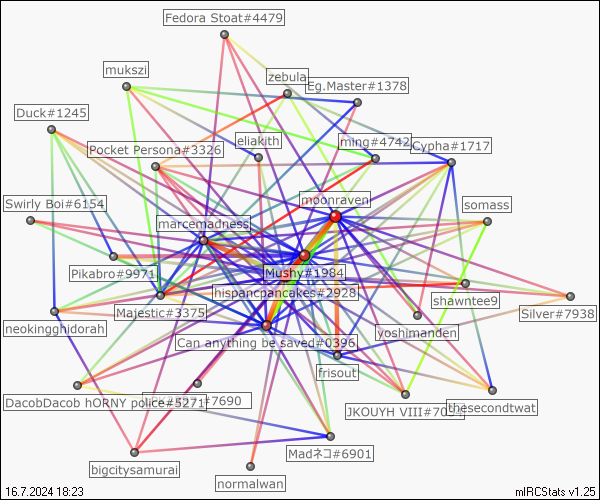 Fedora Stoat#4479
mukszi
zebula
Eg.Master#1378
Duck#1245
Pocket Persona#3326
eliakith
ming#4742
Cypha#1717
Swirly Boi#6154
moonraven
somass
marcemadness
Pikabro#9971
Mushy#1984
hispancpancakes#2928
shawntee9
Majestic#3375
Silver#7938
neokingghjdorah
yoshimanden
Can anything be saved#0396
frisout
DacobDacob hORNY police#5271
#7690
JKOUYH VIII#70
thesecondtwat
Madネコ#6901
bigcitysamurai
normalwan
16.7.2024 18:23
mIRCStats v1.25